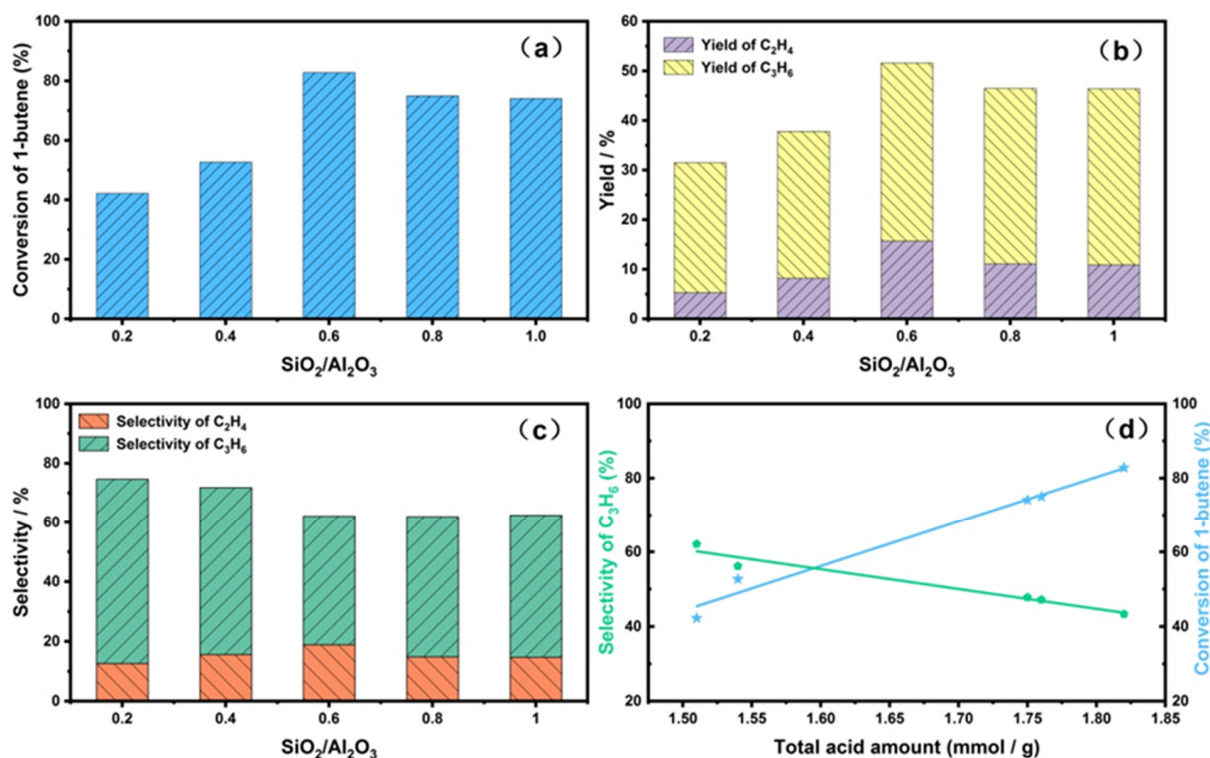 100
80
60
40
20
0
Conversion of 1-butene (%)
(a)
0.2 0.4 0.6 0.8 1.0
SiO₂/Al₂O₃
60
50
40
30
20
10
0
Yield / %
Yield of C₂H₄
Yield of C₃H₆
(b)
0.2 0.4 0.6 0.8 1
SiO₂/Al₂O₃
100
80
60
40
20
0
Selectivity / %
Selectivity of C₂H₄
Selectivity of C₃H₆
(c)
0.2 0.4 0.6 0.8 1
SiO₂/Al₂O₃
100
80
60
40
20
Selectivity of C₃H₆ (%)
(d)
100
80
60
40
20
Conversion of 1-butene (%)
1.50 1.55 1.60 1.65 1.70 1.75 1.80 1.85
Total acid amount (mmol / g)